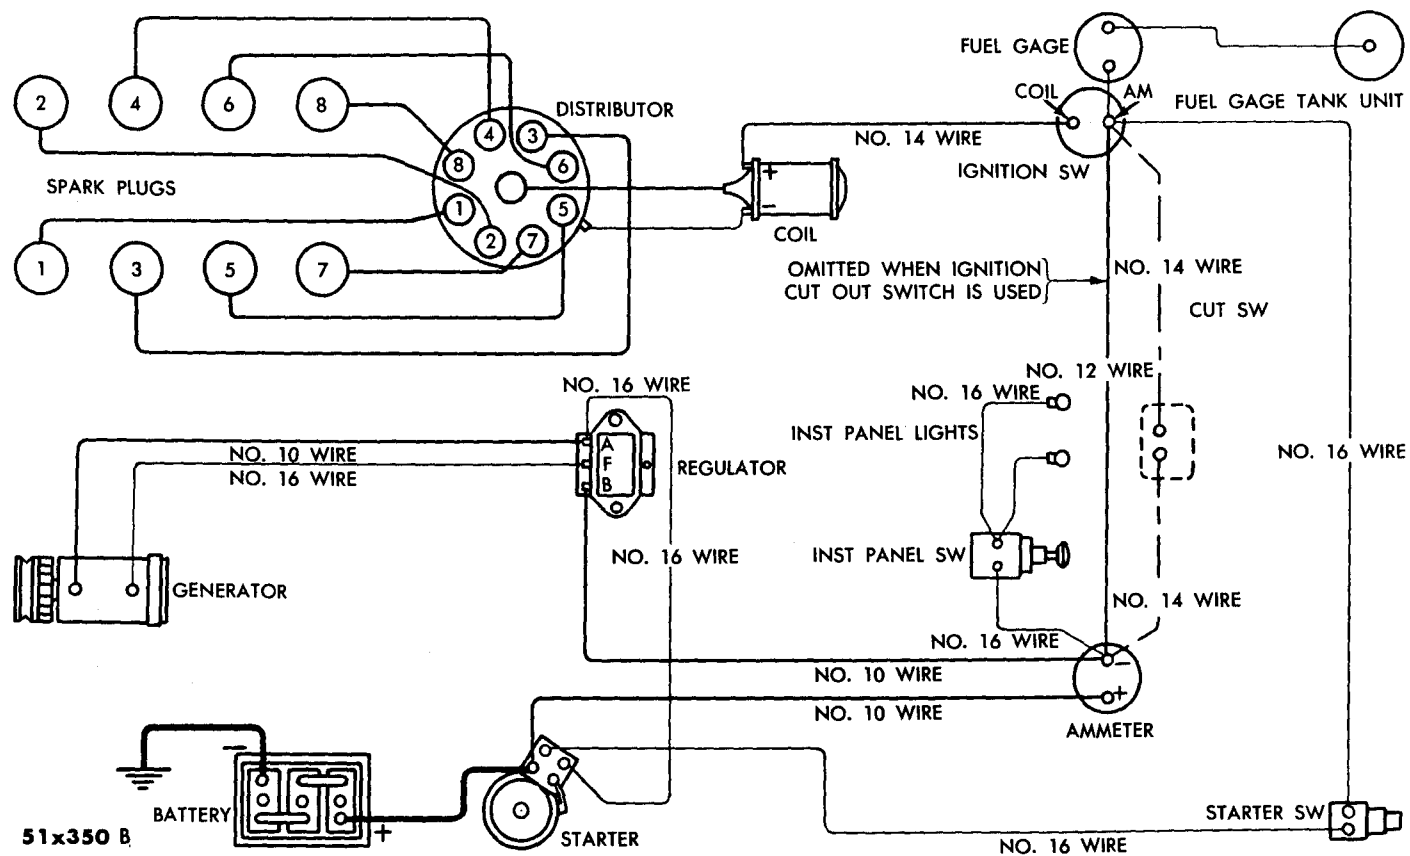 FUEL GAGE
COIL
AM
FUEL GAGE TANK UNIT
2
4
6
8
DISTRIBUTOR
4
3
8
6
1
5
2
7
NO. 14 WIRE
IGNITION SW
SPARK PLUGS
+
−
COIL
1
3
5
7
OMITTED WHEN IGNITION
CUT OUT SWITCH IS USED
NO. 14 WIRE
CUT SW
NO. 12 WIRE
NO. 16 WIRE
NO. 16 WIRE
INST PANEL LIGHTS
A
F
B
REGULATOR
NO. 10 WIRE
NO. 16 WIRE
NO. 16 WIRE
NO. 16 WIRE
INST PANEL SW
GENERATOR
NO. 14 WIRE
NO. 16 WIRE
NO. 10 WIRE
−
+
NO. 10 WIRE
AMMETER
−
BATTERY
+
STARTER
STARTER SW
NO. 16 WIRE
51x350 B